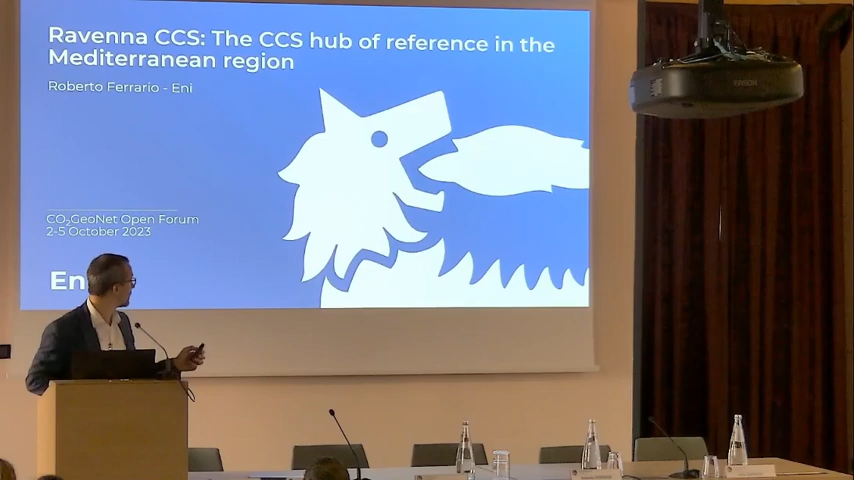 Ravenna CCS: The CCS hub of reference in the
Mediterranean region
Roberto Ferrario - Eni
CO₂GeoNet Open Forum
2-5 October 2023
En
EPSON